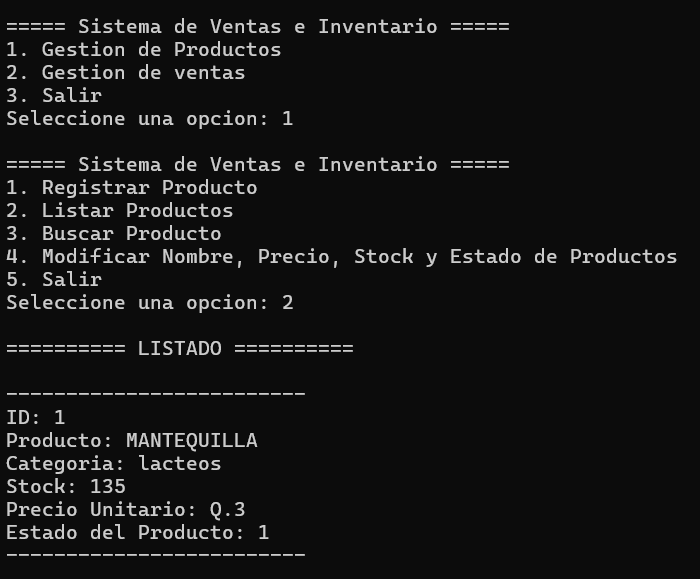 ===== Sistema de Ventas e Inventario =====
1. Gestion de Productos
2. Gestion de ventas
3. Salir
Seleccione una opcion: 1

===== Sistema de Ventas e Inventario =====
1. Registrar Producto
2. Listar Productos
3. Buscar Producto
4. Modificar Nombre, Precio, Stock y Estado de Productos
5. Salir
Seleccione una opcion: 2

========== LISTADO ==========

-------------------------
ID: 1
Producto: MANTEQUILLA
Categoria: lacteos
Stock: 135
Precio Unitario: Q.3
Estado del Producto: 1
-------------------------